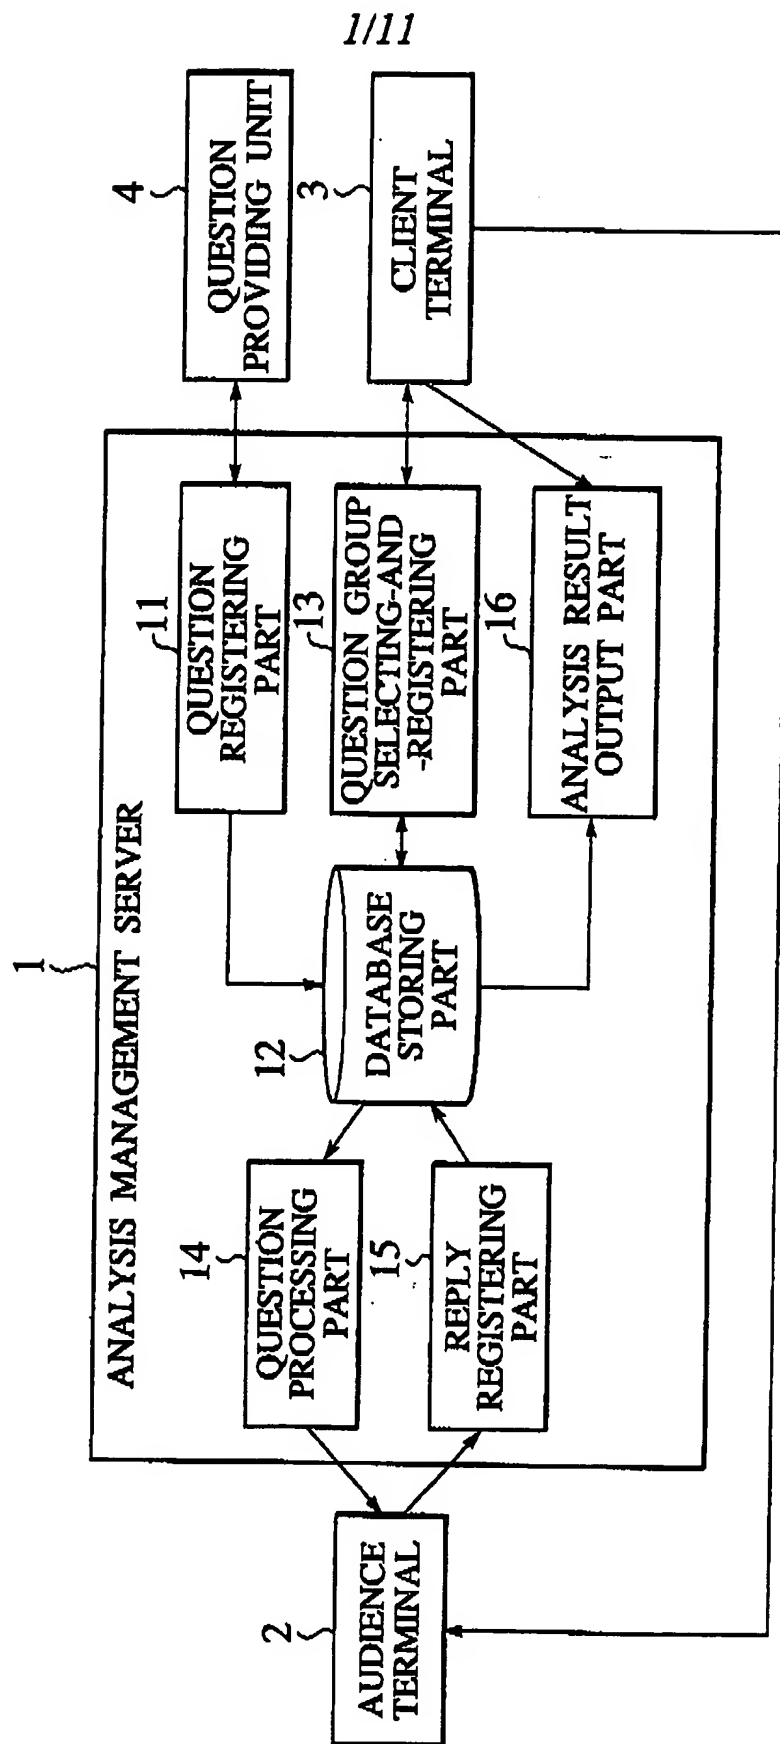 1/11
1
ANALYSIS MANAGEMENT SERVER
2
AUDIENCE
TERMINAL
14
QUESTION
PROCESSING
PART
15
REPLY
REGISTERING
PART
12
DATABASE
STORING
PART
11
QUESTION
REGISTERING
PART
13
QUESTION GROUP
SELECTING-AND
-REGISTERING
PART
16
ANALYSIS RESULT
OUTPUT PART
4
QUESTION
PROVIDING UNIT
3
CLIENT
TERMINAL